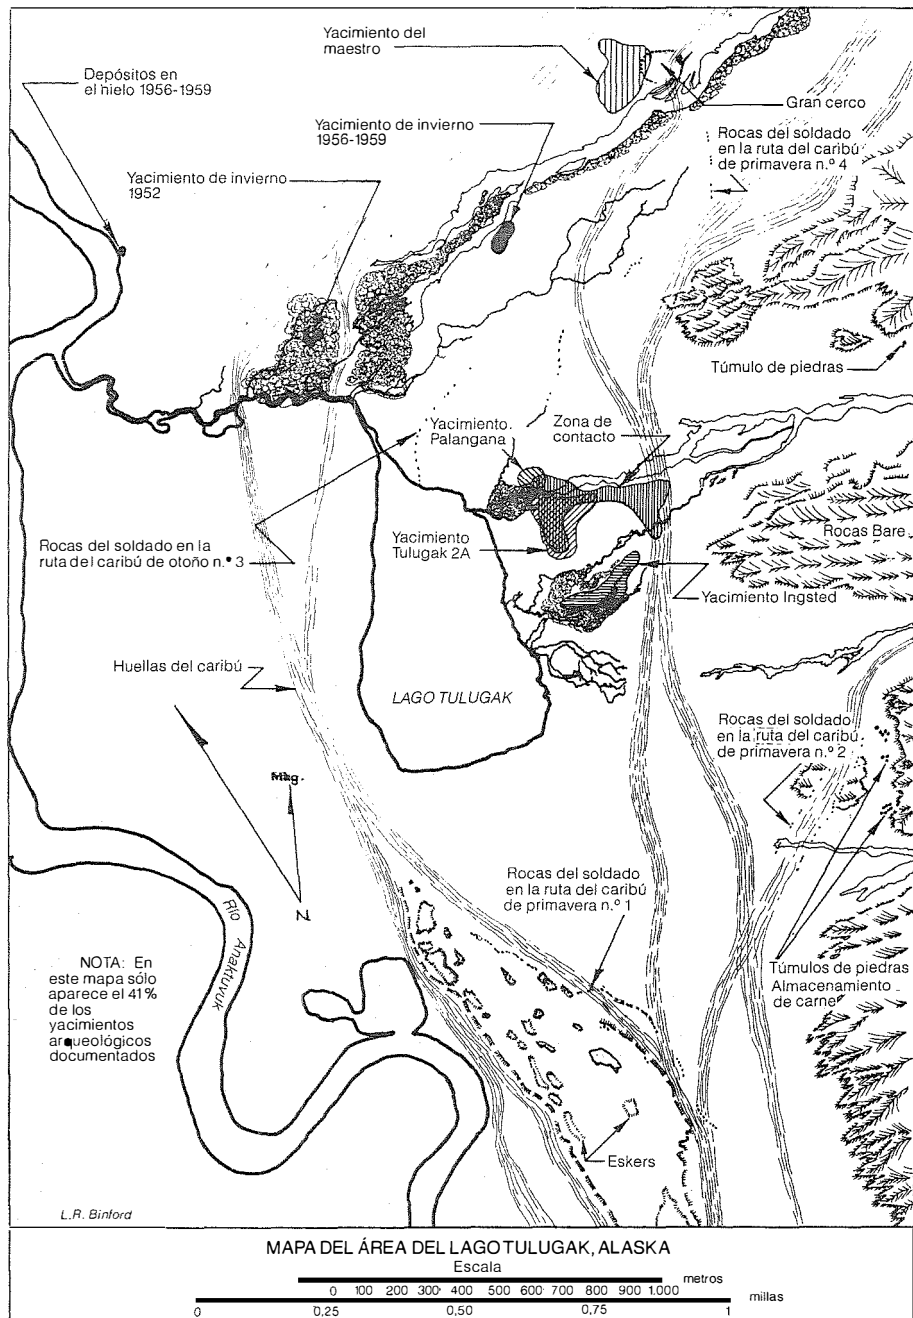 Yacimiento del
maestro
Depósitos en
el hielo 1956-1959
Gran cerco
Yacimiento de invierno
1956-1959
Rocas del soldado
en la ruta del caribú
de primavera n.º 4
Yacimiento de invierno
1952
Túmulo de piedras
Yacimiento
Palangana
Zona de
contacto
Rocas Bare
Yacimiento
Tulugak 2A
Rocas del soldado en la
ruta del caribú de otoño n.º 3
Yacimiento Ingsted
Huellas del caribú
LAGO TULUGAK
Rocas del soldado
en la ruta del caribú
de primavera n.º 2
Mag.
N
Rocas del soldado
en la ruta del caribú
de primavera n.º 1
Río Anaktuvuk
NOTA: En
este mapa sólo
aparece el 41%
de los
yacimientos
arqueológicos
documentados
Túmulos de piedras
Almacenamiento
de carne
Eskers
L.R. Binford
MAPA DEL ÁREA DEL LAGO TULUGAK, ALASKA
Escala
metros
0 100 200 300 400 500 600 700 800 900 1.000
millas
0 0,25 0,50 0,75 1